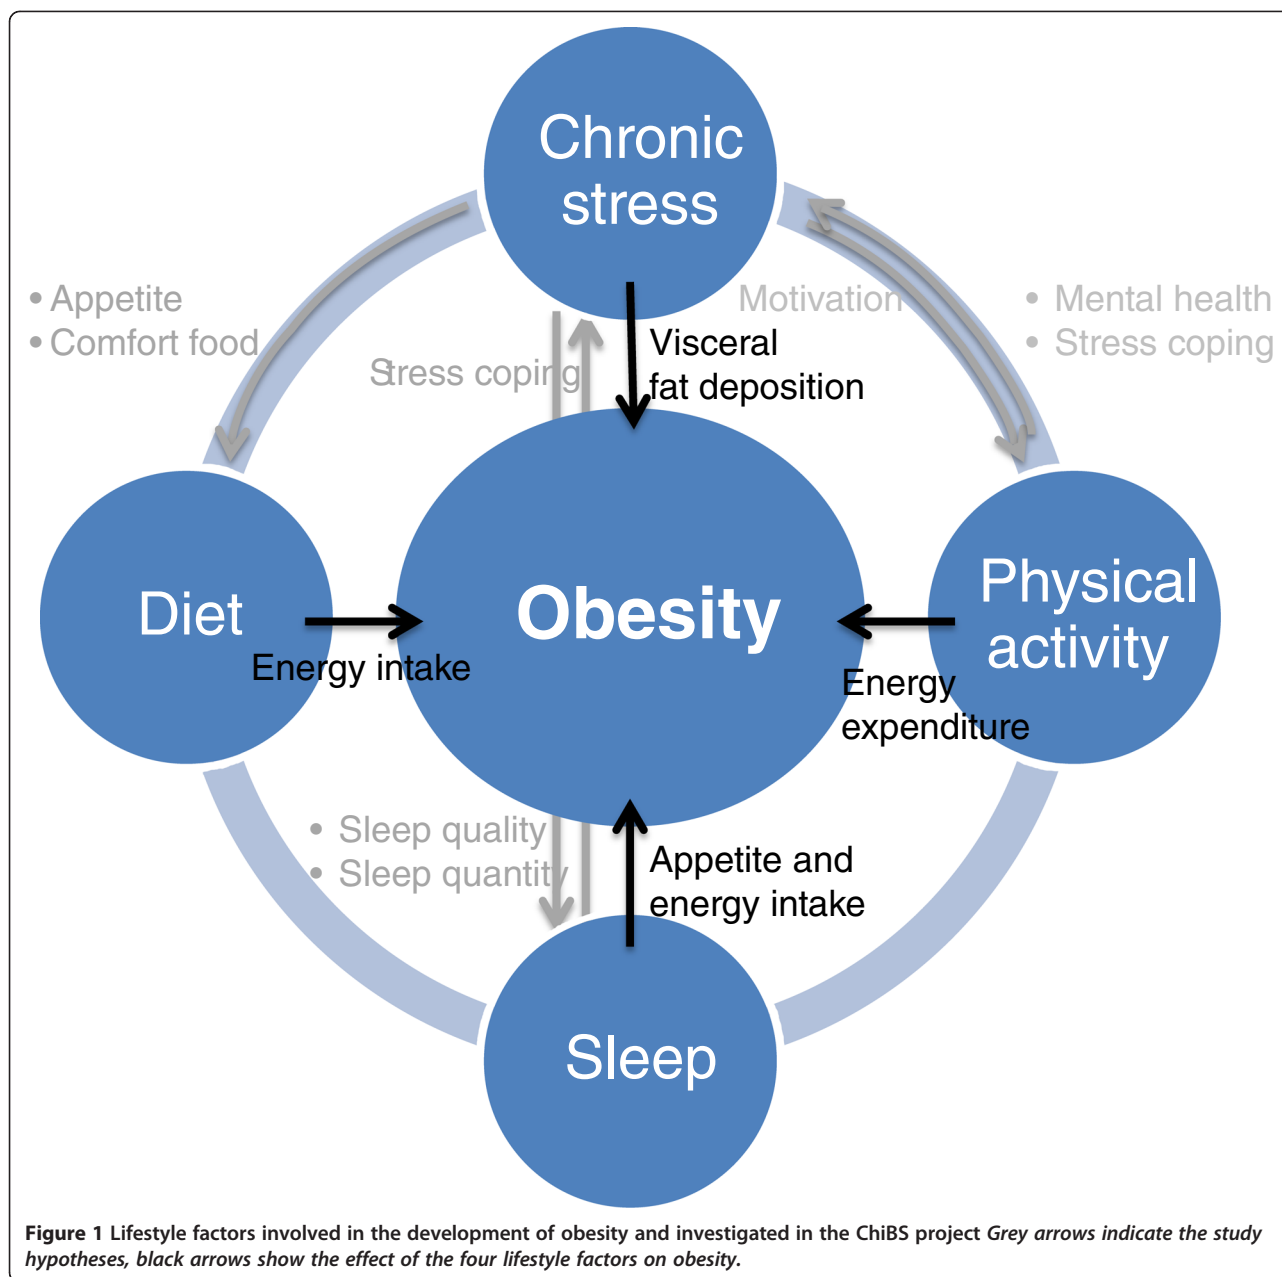 Chronic
stress
• Appetite
• Comfort food
Motivation
• Mental health
• Stress coping
Stress coping
Visceral
fat deposition
Diet
Obesity
Physical
activity
Energy intake
Energy
expenditure
• Sleep quality
• Sleep quantity
Appetite and
energy intake
Sleep
Figure 1 Lifestyle factors involved in the development of obesity and investigated in the ChiBS project Grey arrows indicate the study
hypotheses, black arrows show the effect of the four lifestyle factors on obesity.